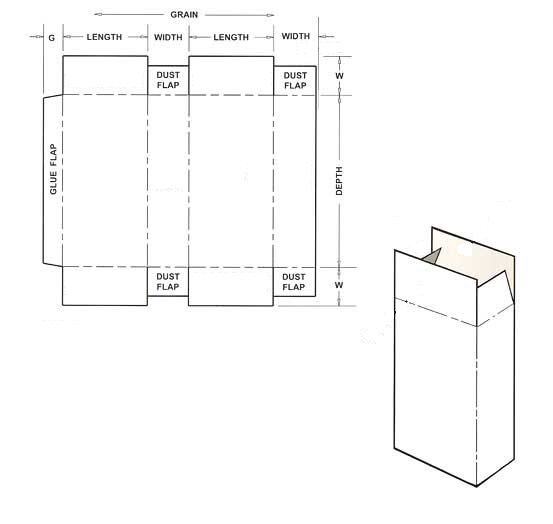 GRAIN
G
LENGTH
WIDTH
LENGTH
WIDTH
DUST
FLAP
DUST
FLAP
W
GLUE FLAP
DEPTH
DUST
FLAP
DUST
FLAP
W